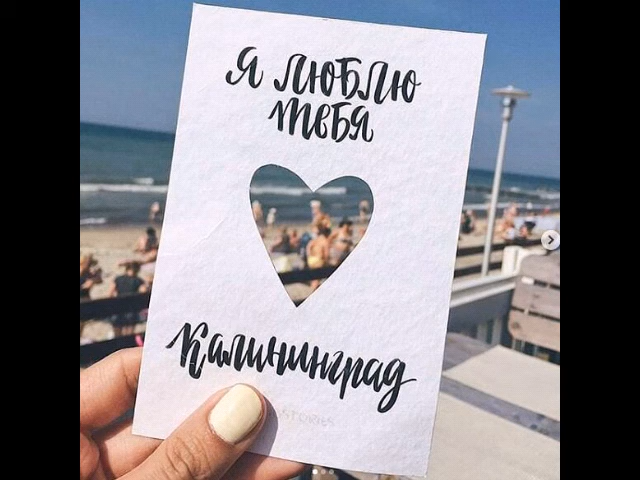 Я люблю
тебя
Калининград